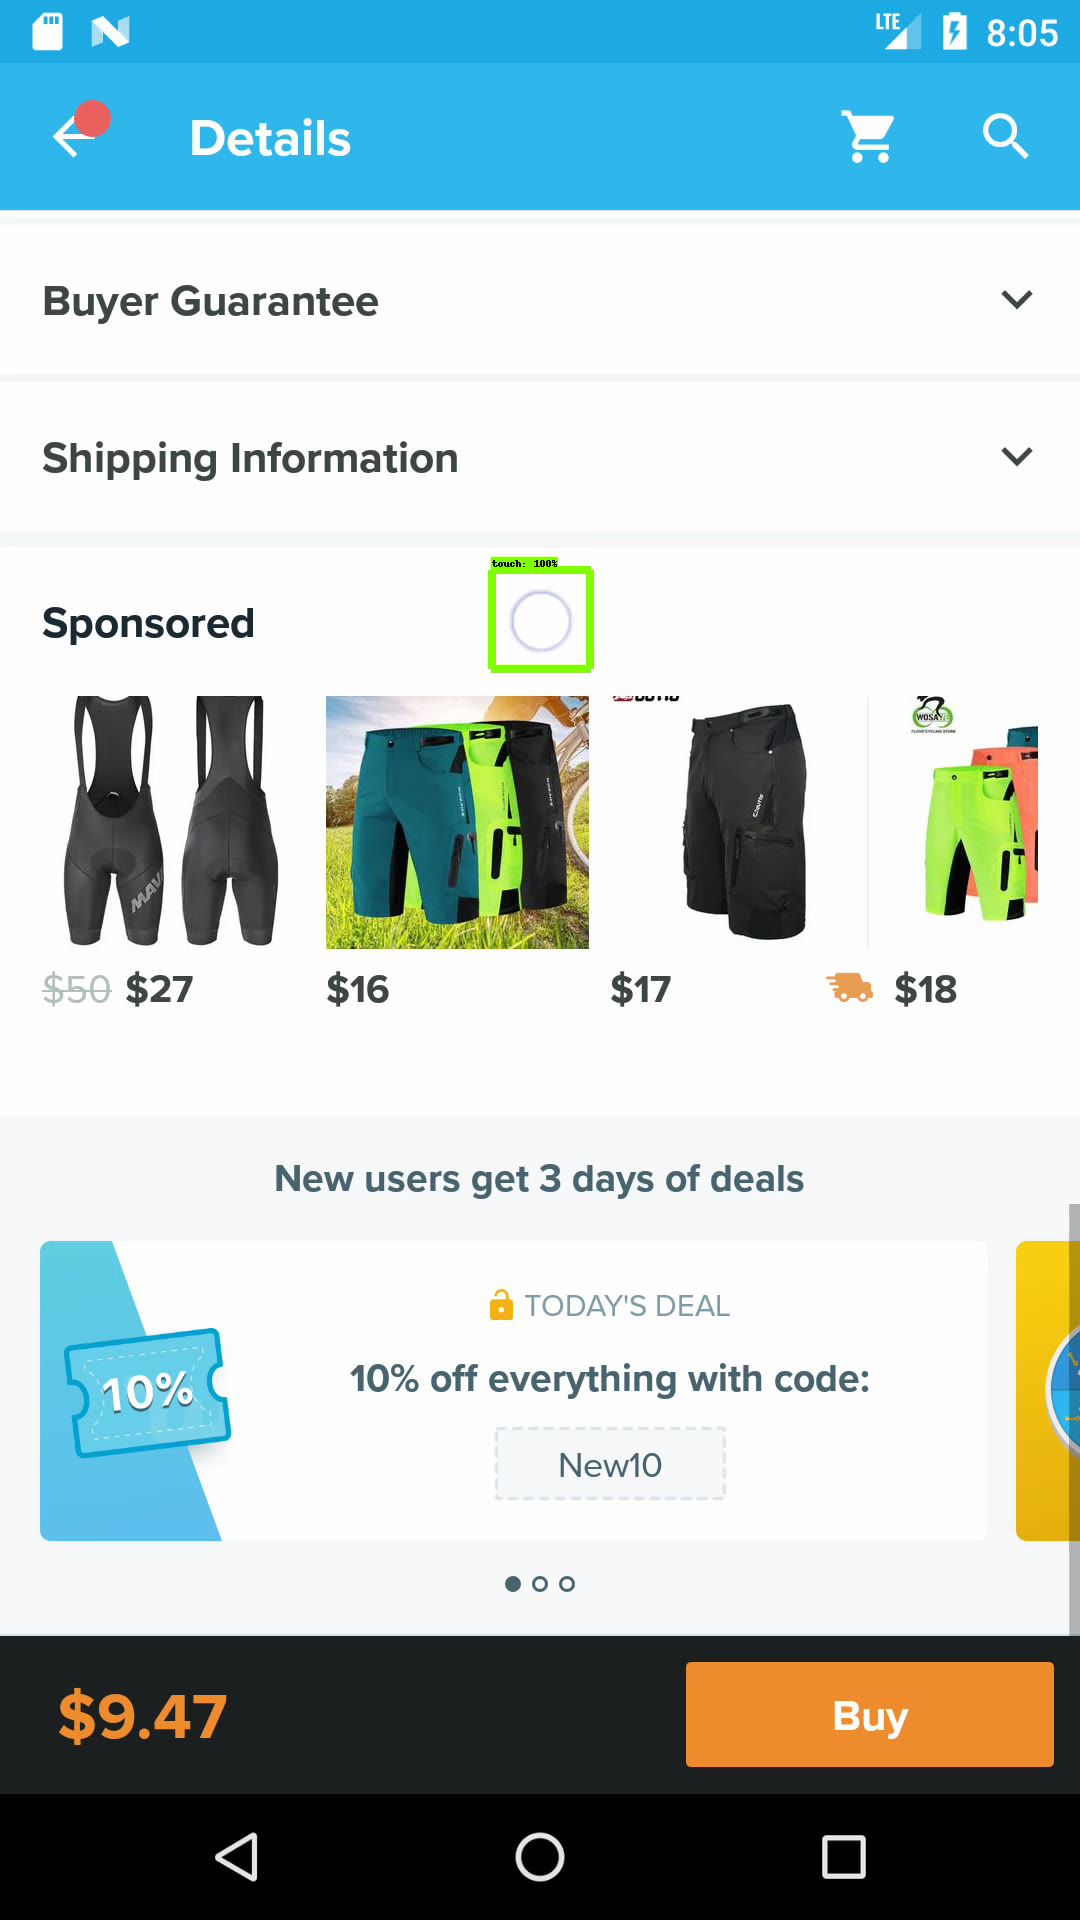 LTE 8:05
Details
Buyer Guarantee
Shipping Information
touch: 100%
Sponsored
MAV
WOSAWE
$50 $27 $16 $17 $18
New users get 3 days of deals
TODAY'S DEAL
10% off everything with code:
10%
New10
$9.47 Buy